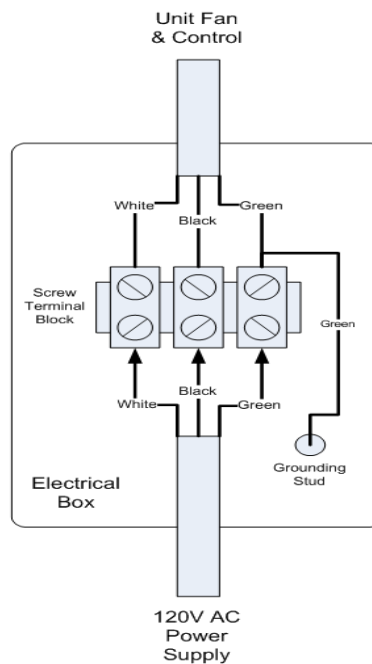 Unit Fan
& Control
White
Black
Green
Screw
Terminal
Block
Green
White
Black
Green
Grounding
Stud
Electrical
Box
120V AC
Power
Supply